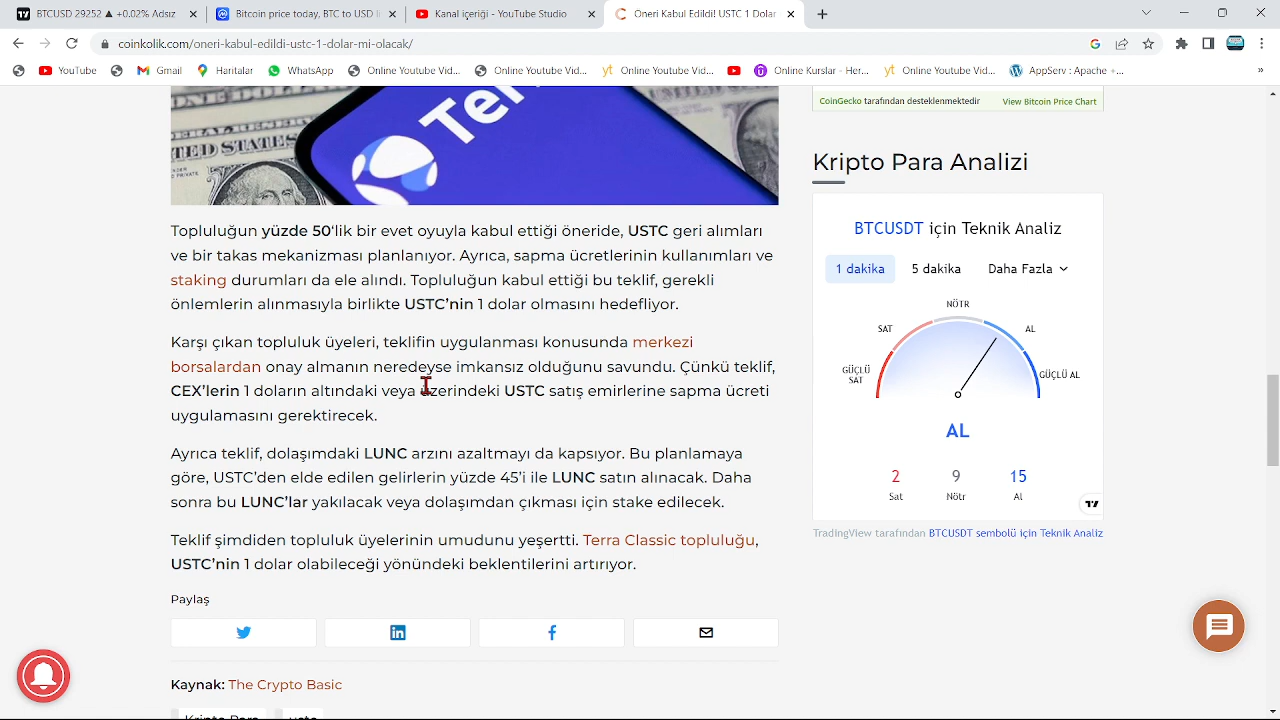 BTCUSD 29252 ▲ +0.02% Adsız
Bitcoin price today, BTC to USD li
Kanal içeriği - YouTube Studio
Öneri Kabul Edildi! USTC 1 Dolar
coinkolik.com/oneri-kabul-edildi-ustc-1-dolar-mi-olacak/
YouTube
Gmail
Haritalar
WhatsApp
Online Youtube Vid...
Online Youtube Vid...
Online Youtube Vid...
Online Kurslar - Her...
Online Youtube Vid...
AppServ : Apache +...
»
UNITED STATES
Ter
CoinGecko tarafından desteklenmektedir
View Bitcoin Price Chart
Topluluğun yüzde 50'lik bir evet oyuyla kabul ettiği öneride, USTC geri alımları
ve bir takas mekanizması planlanıyor. Ayrıca, sapma ücretlerinin kullanımları ve
staking durumları da ele alındı. Topluluğun kabul ettiği bu teklif, gerekli
önlemlerin alınmasıyla birlikte USTC'nin 1 dolar olmasını hedefliyor.
Karşı çıkan topluluk üyeleri, teklifin uygulanması konusunda merkezi
borsalardan onay almanın neredeyse imkansız olduğunu savundu. Çünkü teklif,
CEX'lerin 1 doların altındaki veya üzerindeki USTC satış emirlerine sapma ücreti
uygulamasını gerektirecek.
Ayrıca teklif, dolaşımdaki LUNC arzını azaltmayı da kapsıyor. Bu planlamaya
göre, USTC'den elde edilen gelirlerin yüzde 45'i ile LUNC satın alınacak. Daha
sonra bu LUNC'lar yakılacak veya dolaşımdan çıkması için stake edilecek.
Teklif şimdiden topluluk üyelerinin umudunu yeşertti. Terra Classic topluluğu,
USTC'nin 1 dolar olabileceği yönündeki beklentilerini artırıyor.
Paylaş
Kaynak: The Crypto Basic
Kripto Para
ustc
Kripto Para Analizi
BTCUSDT için Teknik Analiz
1 dakika
5 dakika
Daha Fazla
NÖTR
SAT
AL
GÜÇLÜ
SAT
GÜÇLÜ AL
AL
2
9
15
Sat
Nötr
Al
TradingView tarafından BTCUSDT sembolü için Teknik Analiz